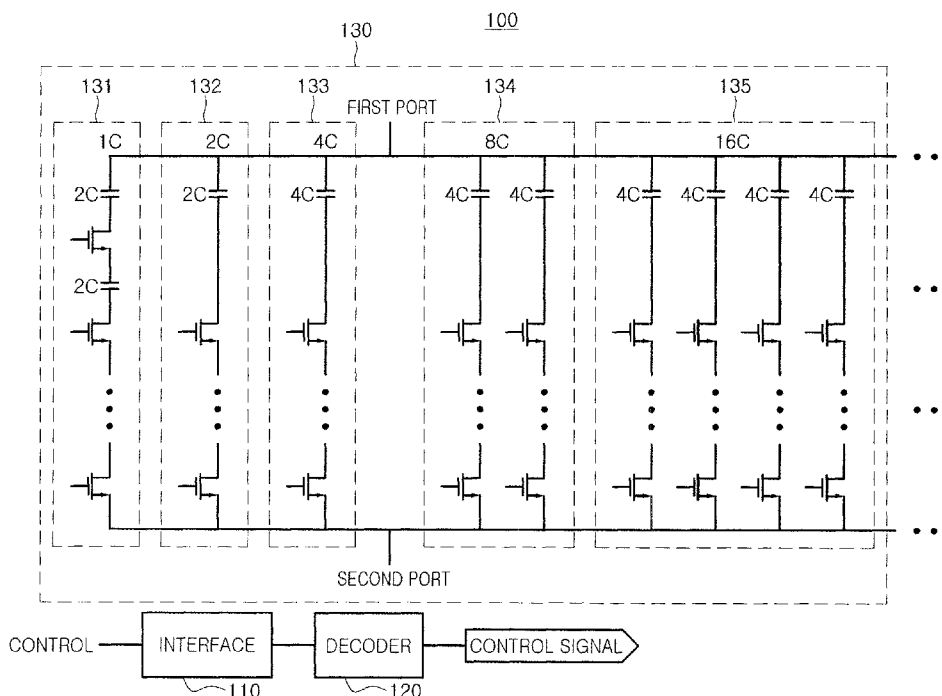 100
130
131 132 133 134 135
FIRST PORT
1C 2C 4C 8C 16C
2C 2C 4C 4C 4C 4C 4C 4C 4C
2C
SECOND PORT
CONTROL INTERFACE DECODER CONTROL SIGNAL
110 120